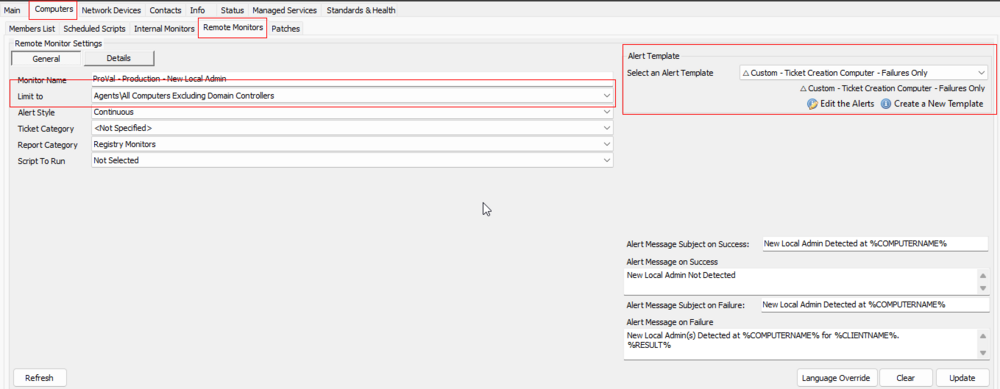 Main Computers Network Devices Contacts Info Status Managed Services Standards & Health
Members List Scheduled Scripts Internal Monitors Remote Monitors Patches
Remote Monitor Settings
General Details
Monitor Name ProVal - Production - New Local Admin
Limit to Agents\All Computers Excluding Domain Controllers
Alert Style Continuous
Ticket Category <Not Specified>
Report Category Registry Monitors
Script To Run Not Selected
Alert Template
Select an Alert Template △ Custom - Ticket Creation Computer - Failures Only
△ Custom - Ticket Creation Computer - Failures Only
Edit the Alerts Create a New Template
Alert Message Subject on Success: New Local Admin Detected at %COMPUTERNAME%
Alert Message on Success
New Local Admin Not Detected
Alert Message Subject on Failure: New Local Admin Detected at %COMPUTERNAME%
Alert Message on Failure
New Local Admin(s) Detected at %COMPUTERNAME% for %CLIENTNAME%.
%RESULT%
Refresh Language Override Clear Update